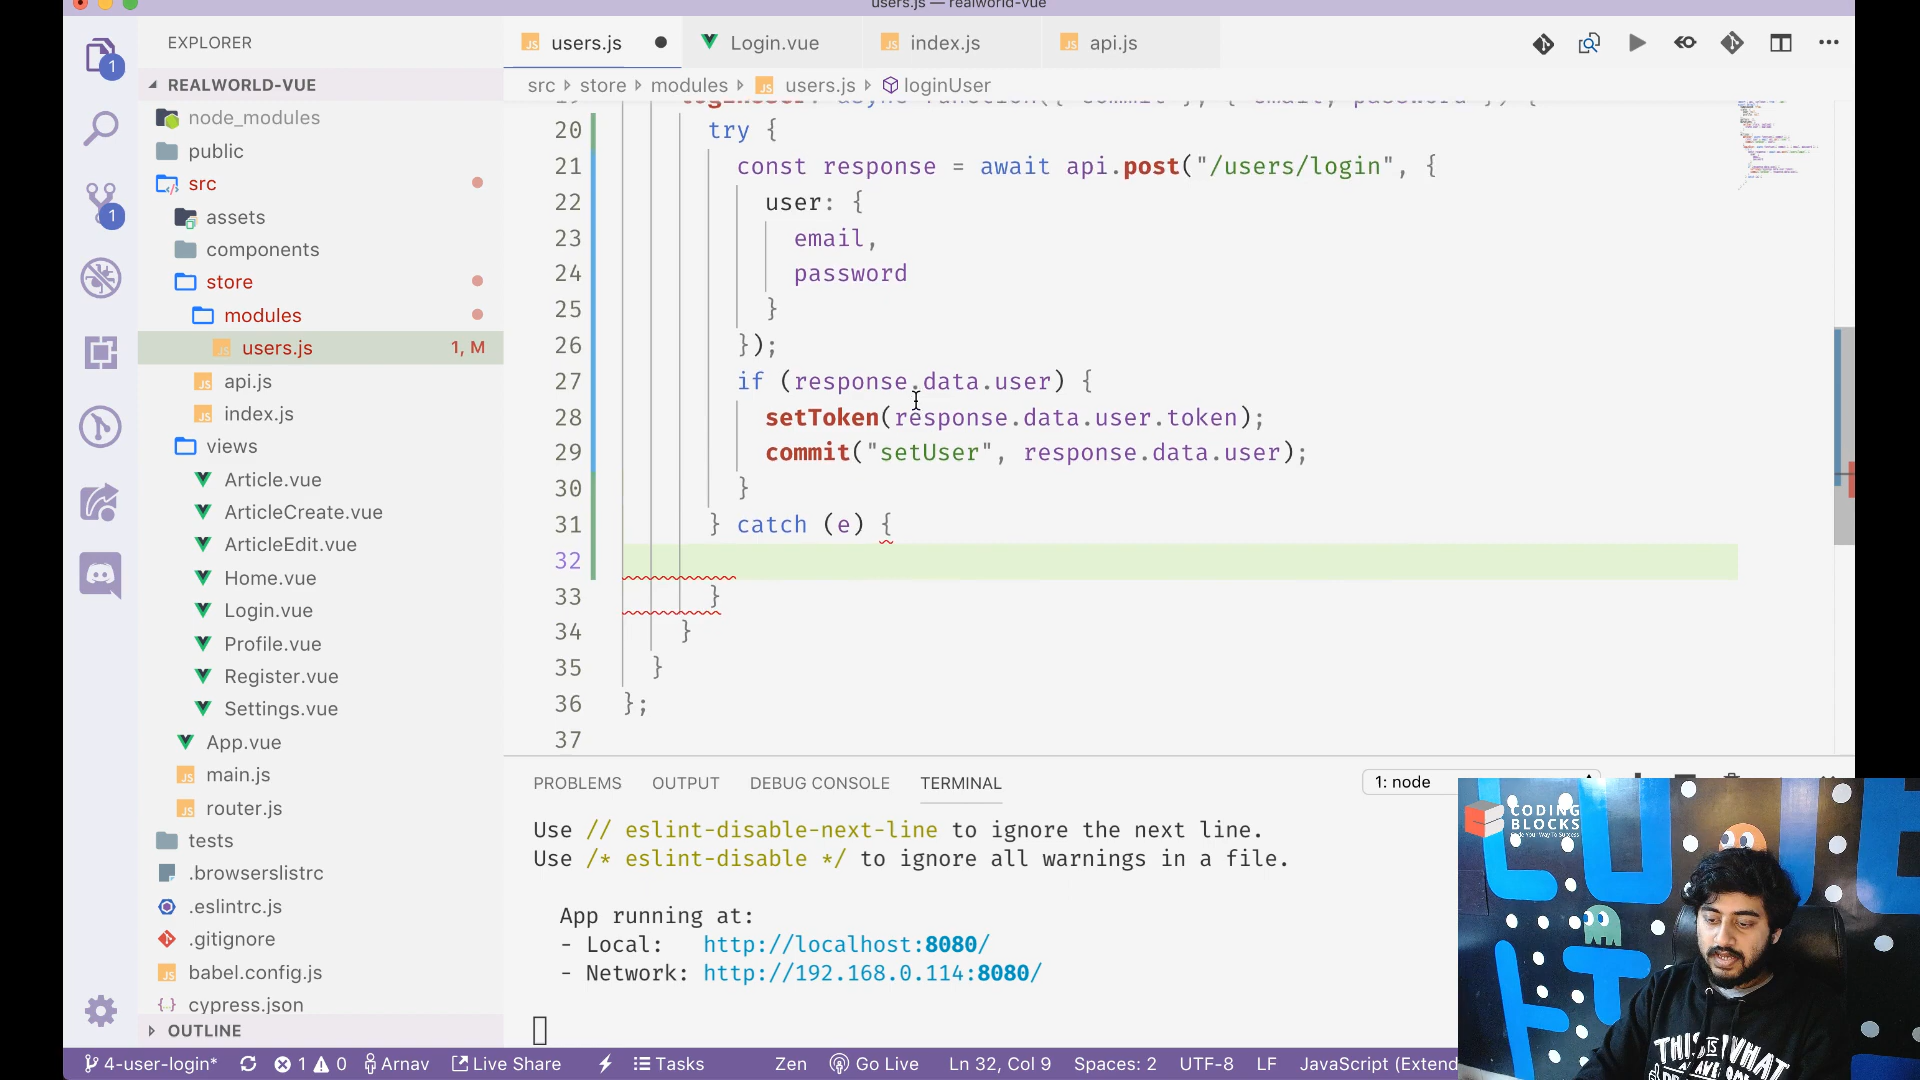 users.js — realworld-vue
EXPLORER
users.js
Login.vue
index.js
api.js
REALWORLD-VUE
src
store
modules
users.js
loginUser
node_modules
public
src
assets
components
store
modules
users.js 1, M
api.js
index.js
views
Article.vue
ArticleCreate.vue
ArticleEdit.vue
Home.vue
Login.vue
Profile.vue
Register.vue
Settings.vue
App.vue
main.js
router.js
tests
.browserslistrc
.eslintrc.js
.gitignore
babel.config.js
cypress.json
OUTLINE
1
1
19 loginUser: async function({ commit }, { email, password }) {
20 try {
21 const response = await api.post("/users/login", {
22 user: {
23 email,
24 password
25 }
26 });
27 if (response.data.user) {
28 setToken(response.data.user.token);
29 commit("setUser", response.data.user);
30 }
31 } catch (e) {
32
33 }
34 }
35 }
36 };
37
PROBLEMS OUTPUT DEBUG CONSOLE TERMINAL 1: node
Use // eslint-disable-next-line to ignore the next line.
Use /* eslint-disable */ to ignore all warnings in a file.
App running at:
- Local: http://localhost:8080/
- Network: http://192.168.0.114:8080/
CODING
BLOCKS
4-user-login* 1 0 Arnav Live Share Tasks Zen Go Live Ln 32, Col 9 Spaces: 2 UTF-8 LF JavaScript (Extend